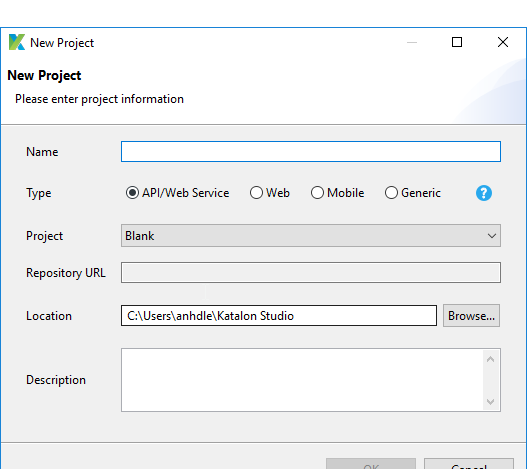 New Project
New Project
Please enter project information
Name
Type API/Web Service Web Mobile Generic ?
Project Blank
Repository URL
Location C:\Users\anhdle\Katalon Studio Browse...
Description
OK Cancel